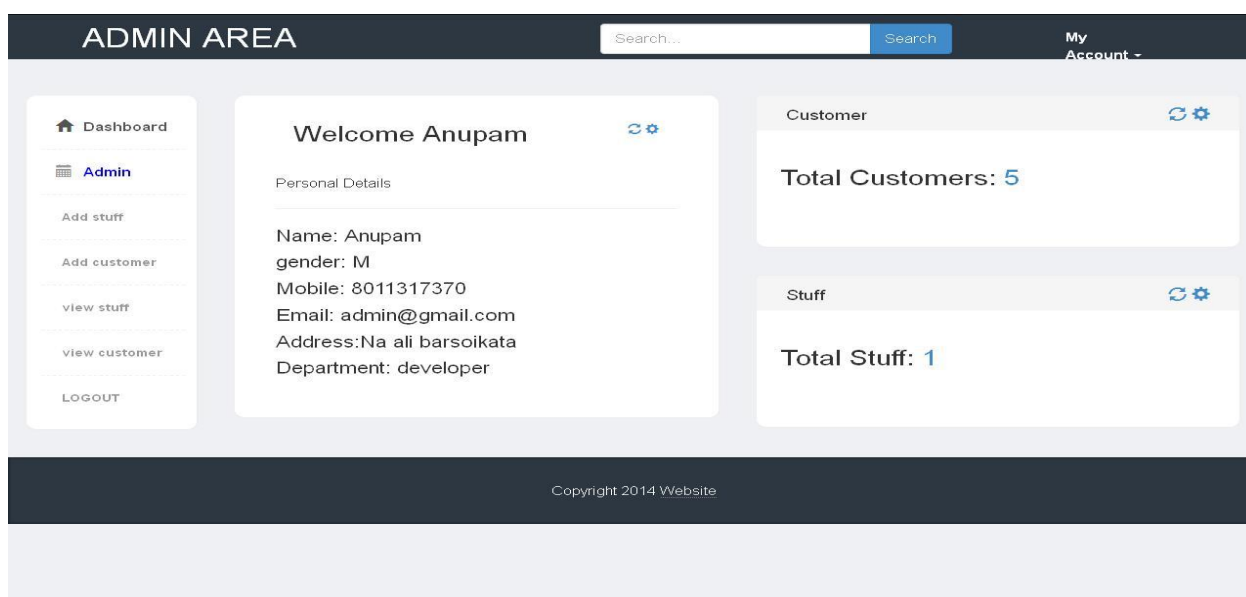 ADMIN AREA
Search...
Search
My
Account
Dashboard
Admin
Add stuff
Add customer
view stuff
view customer
LOGOUT
Welcome Anupam
Personal Details
Name: Anupam
gender: M
Mobile: 8011317370
Email: admin@gmail.com
Address:Na ali barsoikata
Department: developer
Customer
Total Customers: 5
Stuff
Total Stuff: 1
Copyright 2014 Website